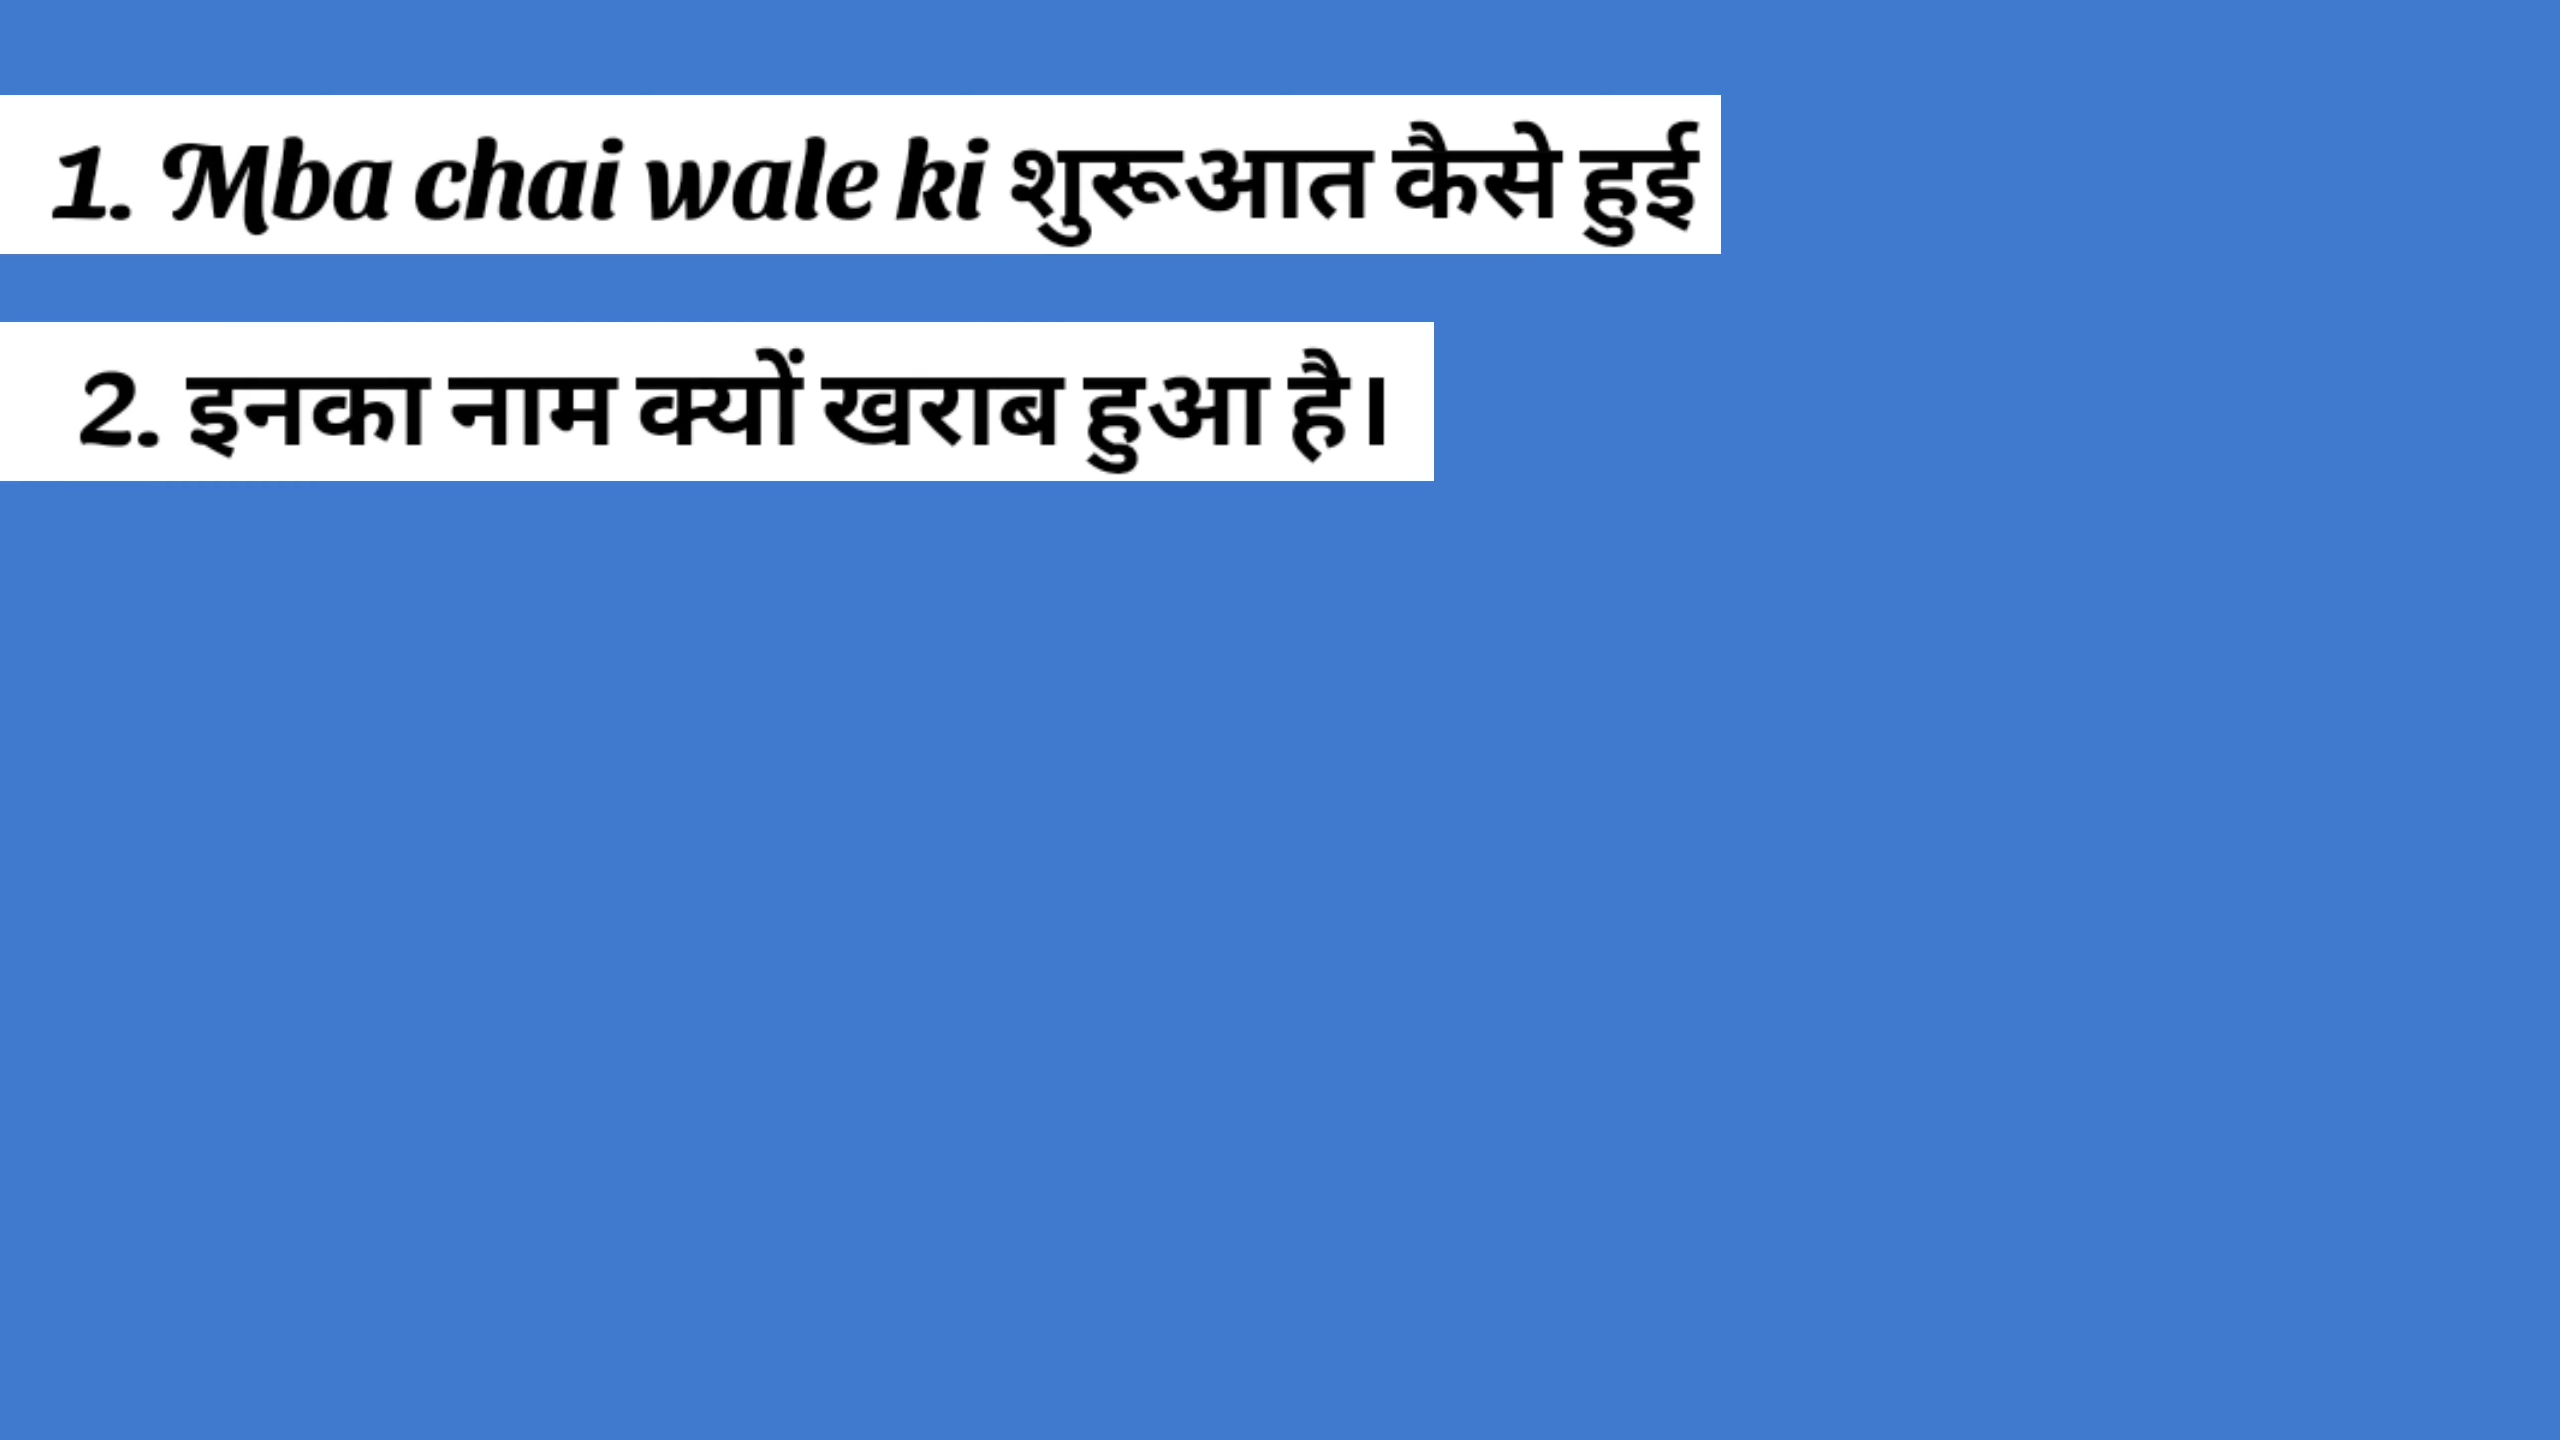 1. Mba chai wale ki शुरूआत कैसे हुई
2. इनका नाम क्यों खराब हुआ है।